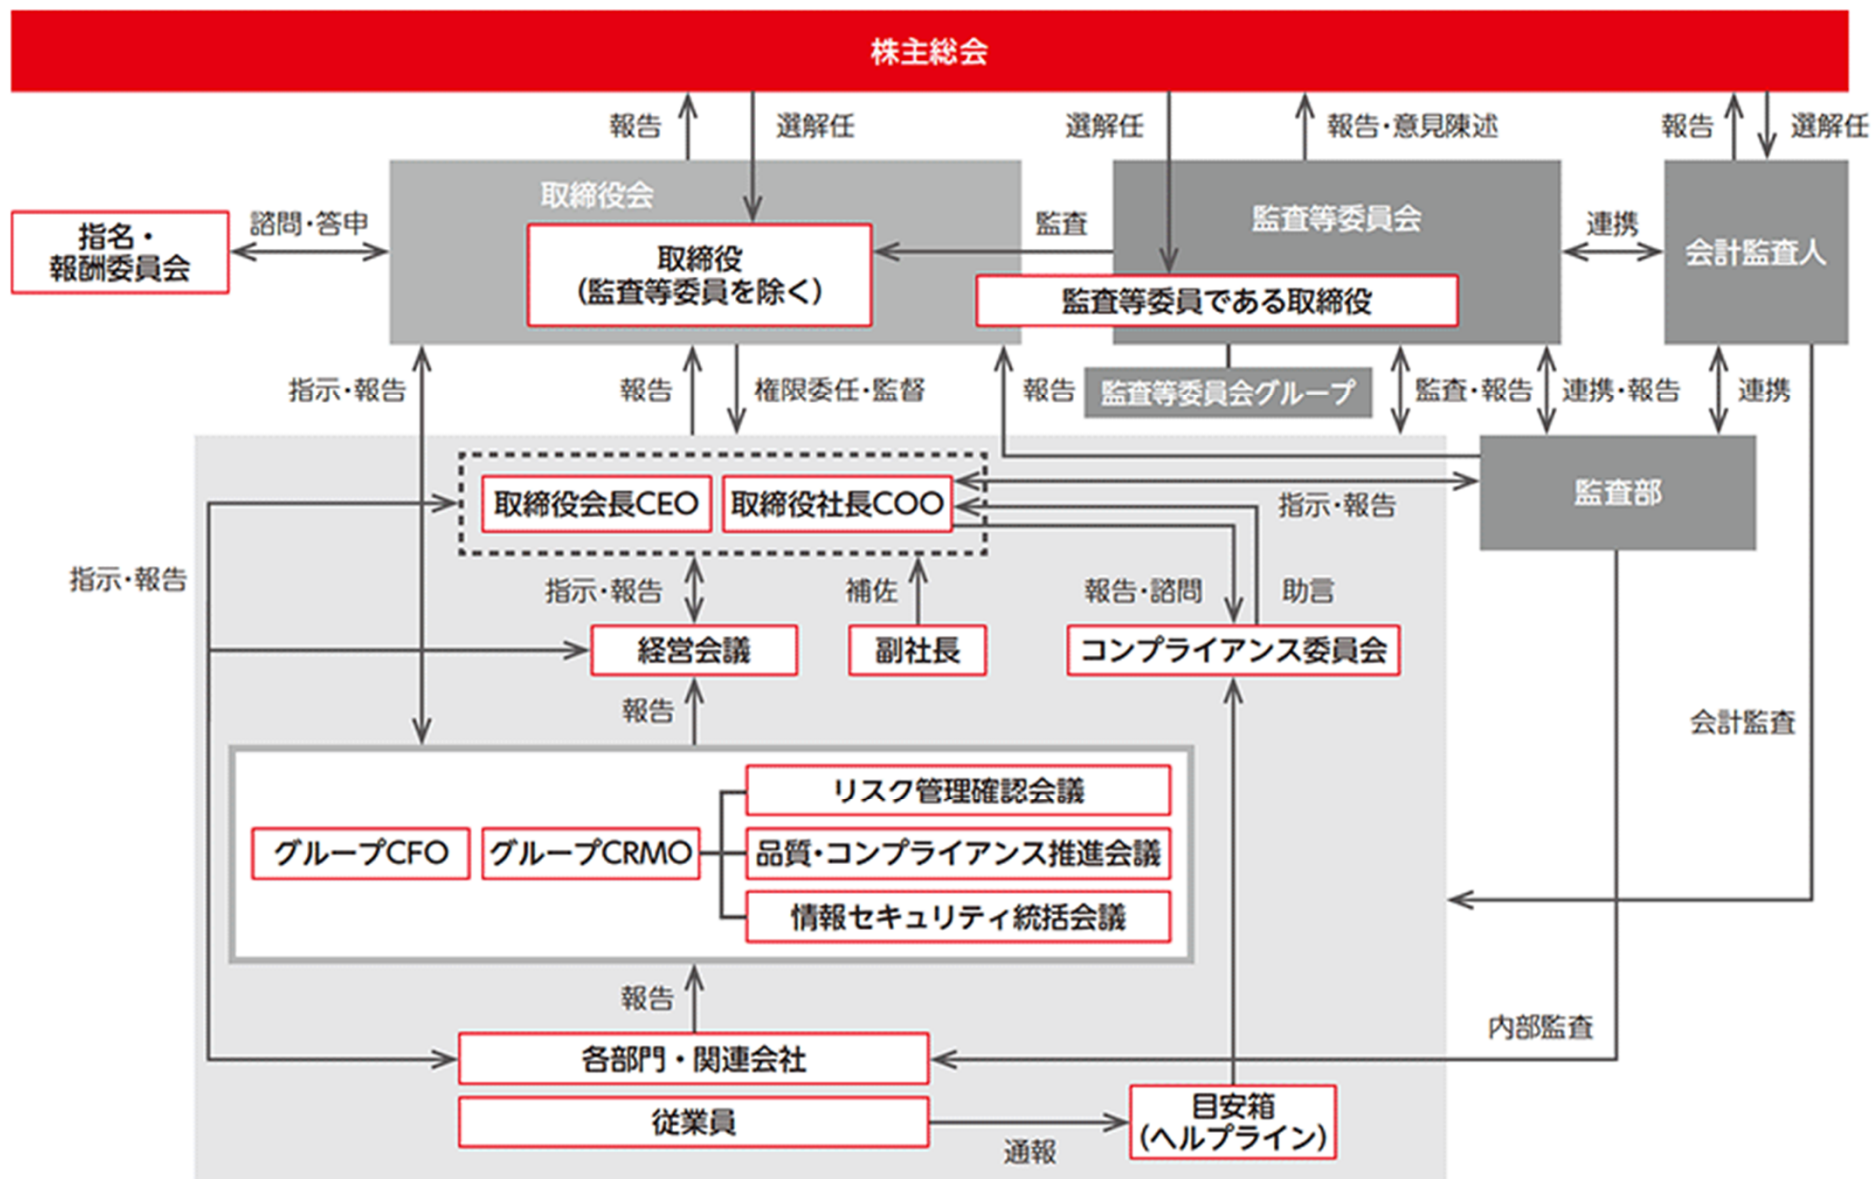 株主総会
報告
選解任
選解任
報告・意見陳述
報告
選解任
取締役会
監査等委員会
会計監査人
指名・
報酬委員会
諮問・答申
取締役
(監査等委員を除く)
監査
監査等委員である取締役
連携
指示・報告
報告
権限委任・監督
報告
監査等委員会グループ
監査・報告
連携・報告
連携
取締役会長CEO
取締役社長COO
指示・報告
監査部
指示・報告
指示・報告
補佐
報告・諮問
助言
経営会議
副社長
コンプライアンス委員会
報告
会計監査
リスク管理確認会議
グループCFO
グループCRMO
品質・コンプライアンス推進会議
情報セキュリティ統括会議
報告
内部監査
各部門・関連会社
従業員
通報
目安箱
(ヘルプライン)